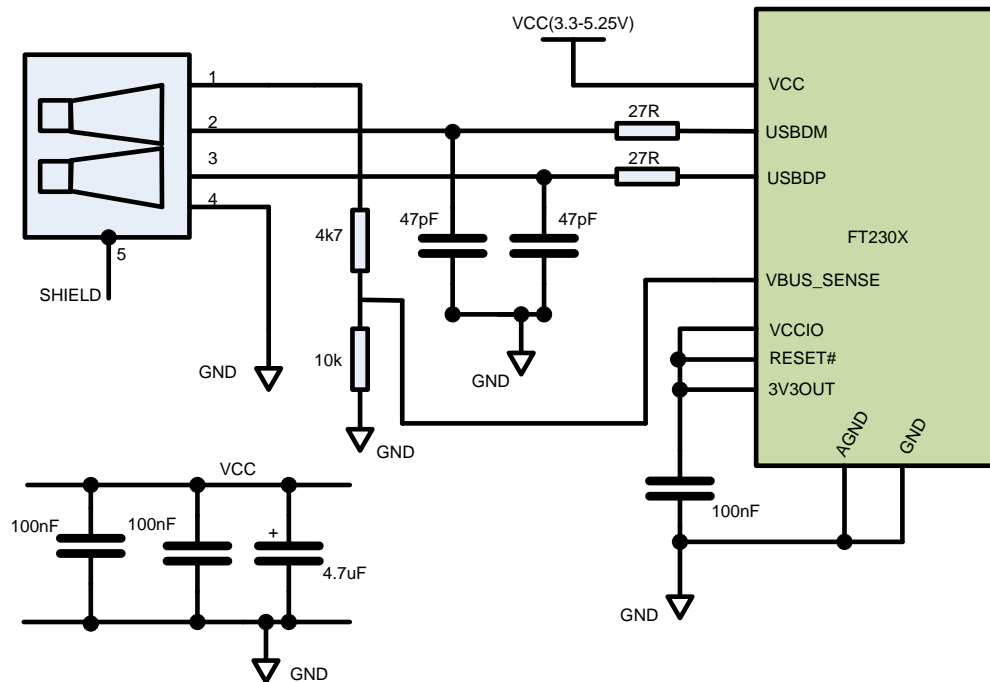 VCC(3.3-5.25V)
1
VCC
27R
2
USBDM
27R
3
USBDP
4
47pF
47pF
4k7
FT230X
5
VBUS_SENSE
SHIELD
VCCIO
10k
RESET#
GND
GND
3V3OUT
GND
AGND
GND
VCC
100nF
100nF
100nF
+
4.7uF
GND
GND